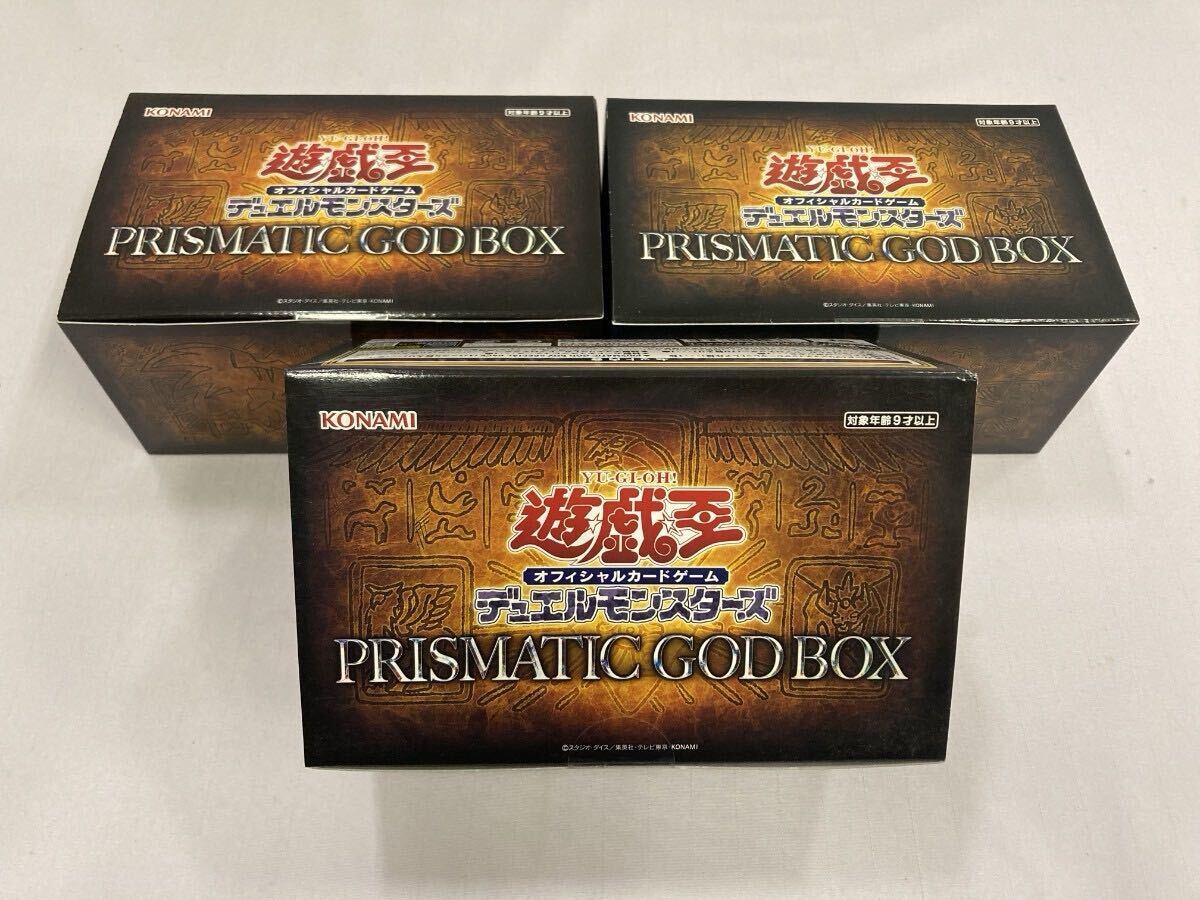 KONAMI
対象年齢9才以上
YU-GI-OH!
遊戯王
オフィシャルカードゲーム
デュエルモンスターズ
PRISMATIC GOD BOX
©スタジオ・ダイス/集英社・テレビ東京・KONAMI
KONAMI
対象年齢9才以上
YU-GI-OH!
遊戯王
オフィシャルカードゲーム
デュエルモンスターズ
PRISMATIC GOD BOX
©スタジオ・ダイス/集英社・テレビ東京・KONAMI
KONAMI
対象年齢9才以上
YU-GI-OH!
遊戯王
オフィシャルカードゲーム
デュエルモンスターズ
PRISMATIC GOD BOX
©スタジオ・ダイス/集英社・テレビ東京・KONAMI